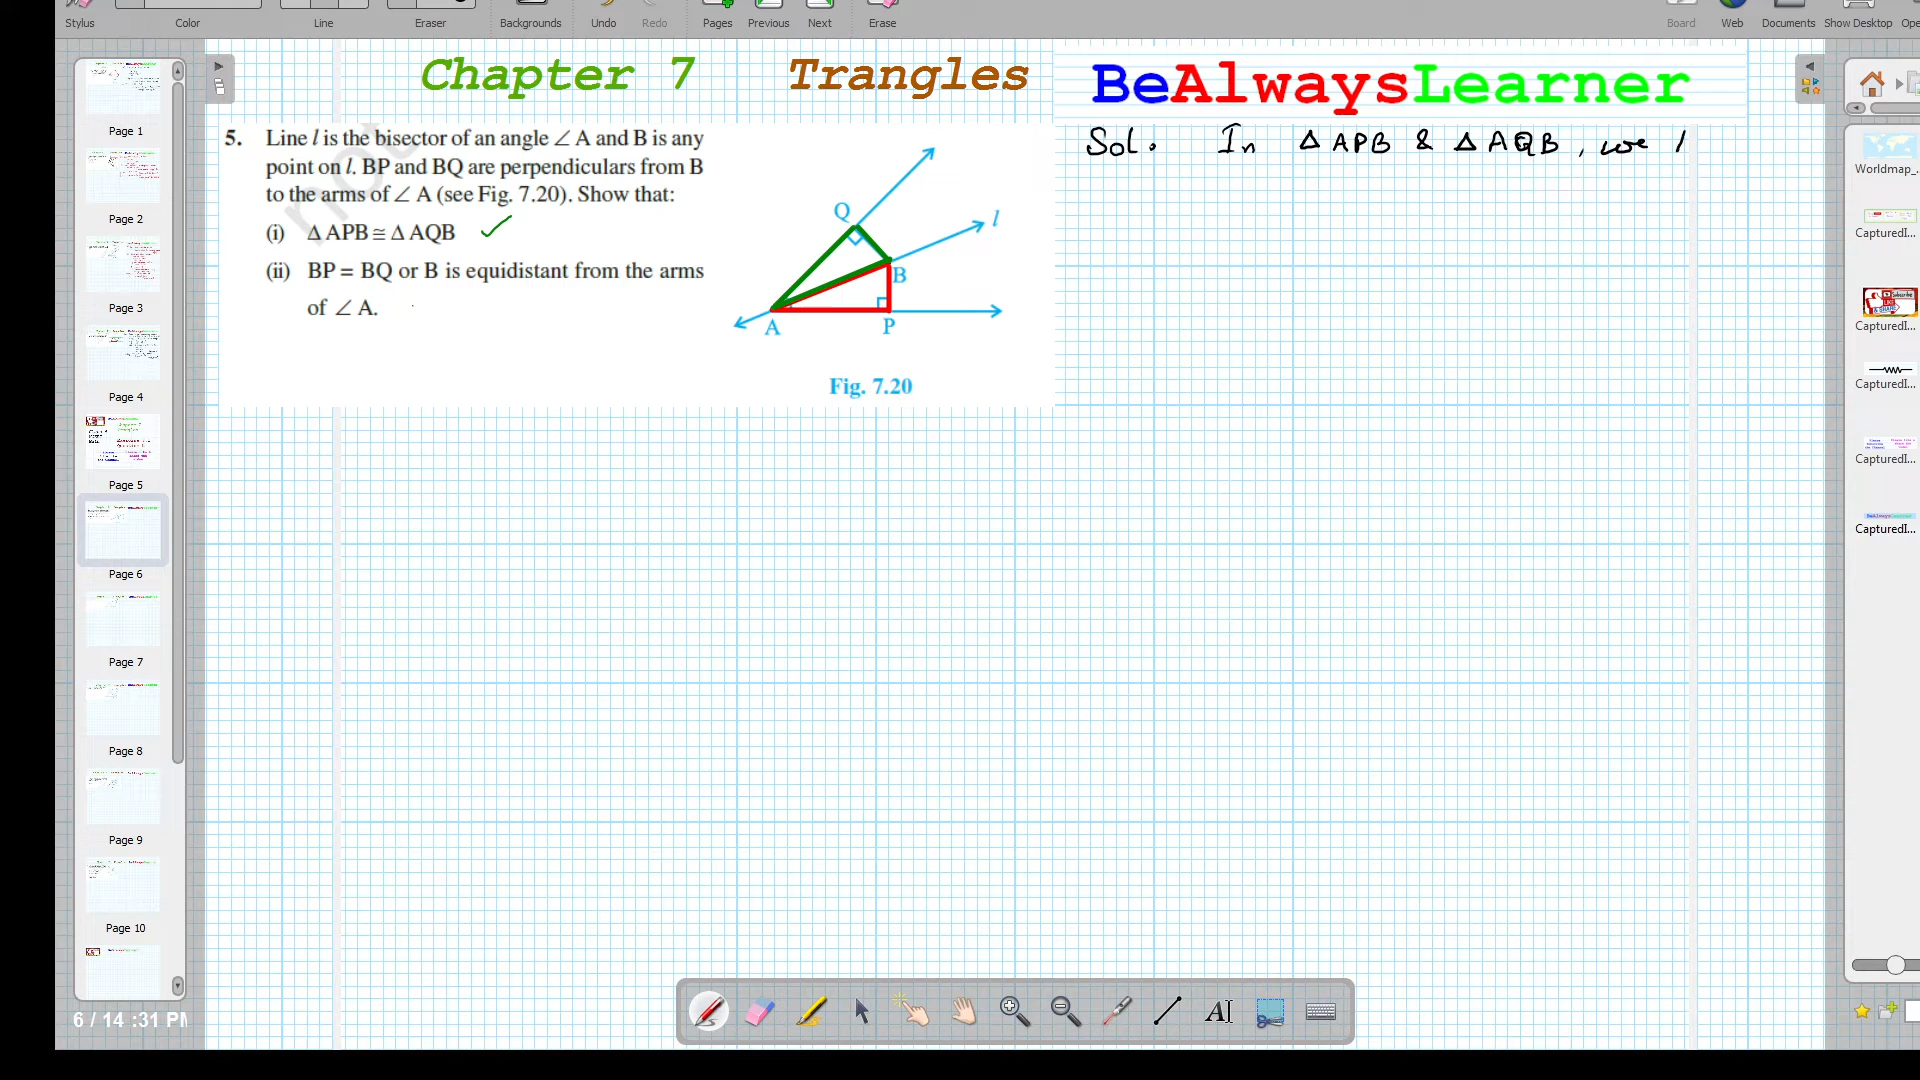 Stylus Color Line Eraser Backgrounds Undo Redo Pages Previous Next Erase Board Web Documents Show Desktop Ope
Chapter 7 Trangles BeAlwaysLearner
5. Line l is the bisector of an angle ∠ A and B is any
point on l. BP and BQ are perpendiculars from B
to the arms of ∠ A (see Fig. 7.20). Show that:
(i) Δ APB ≅ Δ AQB
(ii) BP = BQ or B is equidistant from the arms
of ∠ A.
Q
l
B
A
P
Fig. 7.20
Sol. In Δ APB & Δ AQB, we
Page 1
Page 2
Page 3
Page 4
Page 5
Page 6
Page 7
Page 8
Page 9
Page 10
6 / 14 :31 PM
Worldmap_..
CapturedI...
CapturedI...
CapturedI...
CapturedI...
CapturedI...